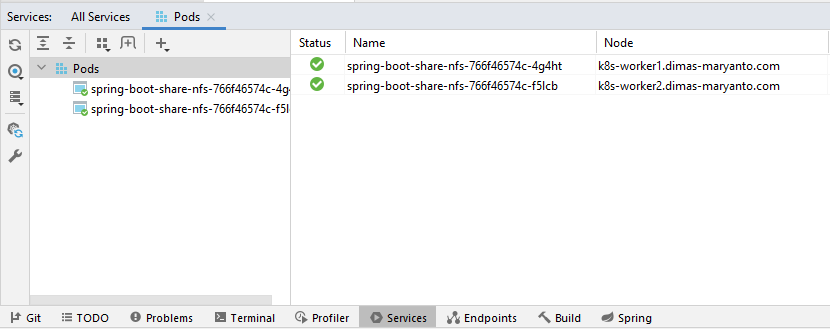 Services: All Services Pods
Status Name Node
Pods
spring-boot-share-nfs-766f46574c-4g4ht k8s-worker1.dimas-maryanto.com
spring-boot-share-nfs-766f46574c-4g
spring-boot-share-nfs-766f46574c-f5lcb k8s-worker2.dimas-maryanto.com
spring-boot-share-nfs-766f46574c-f5l
Git TODO Problems Terminal Profiler Services Endpoints Build Spring